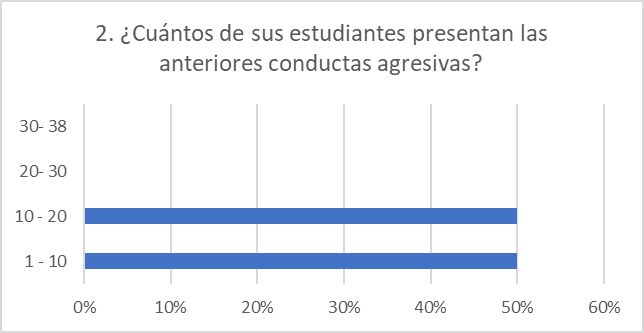 2. ¿Cuántos de sus estudiantes presentan las
anteriores conductas agresivas?
30- 38
20- 30
10 - 20
1 - 10
0% 10% 20% 30% 40% 50% 60%